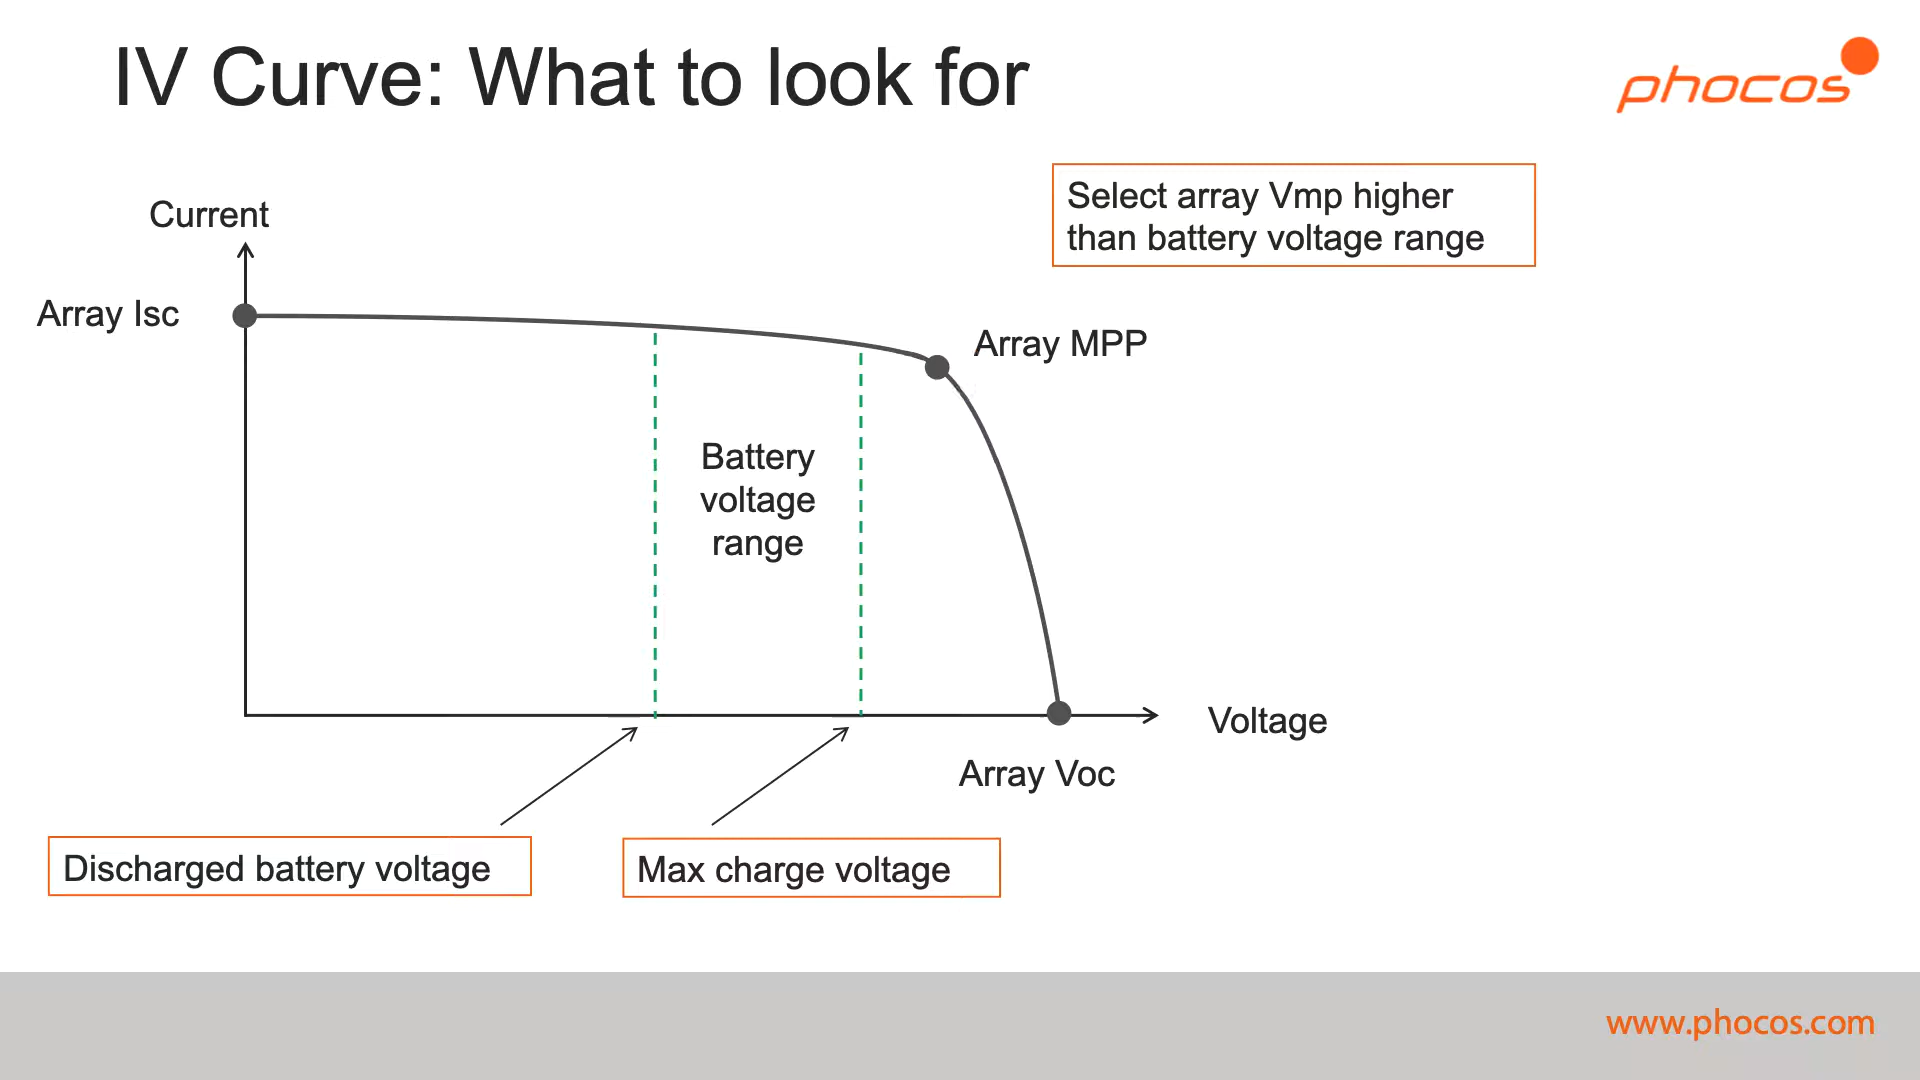 IV Curve: What to look for
phocos
Select array Vmp higher
than battery voltage range
Current
Array Isc
Array MPP
Battery
voltage
range
Voltage
Array Voc
Discharged battery voltage
Max charge voltage
www.phocos.com